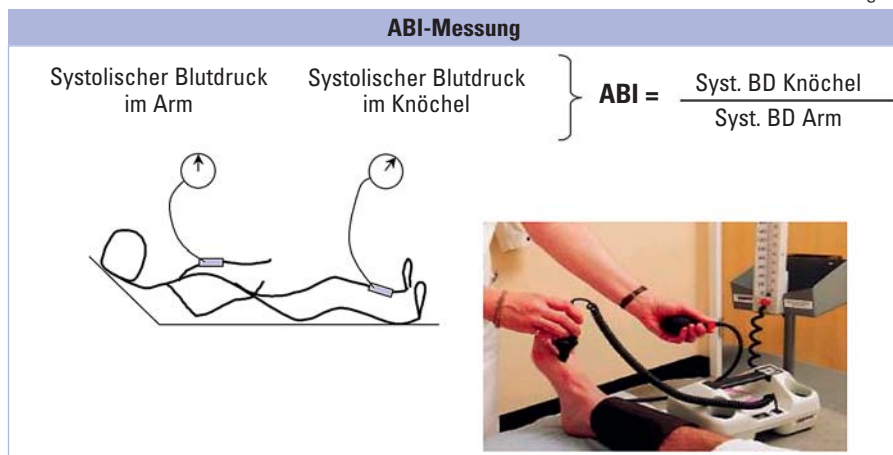 ABI-Messung
Systolischer Blutdruck
im Arm
Systolischer Blutdruck
im Knöchel
ABI =
Syst. BD Knöchel
Syst. BD Arm